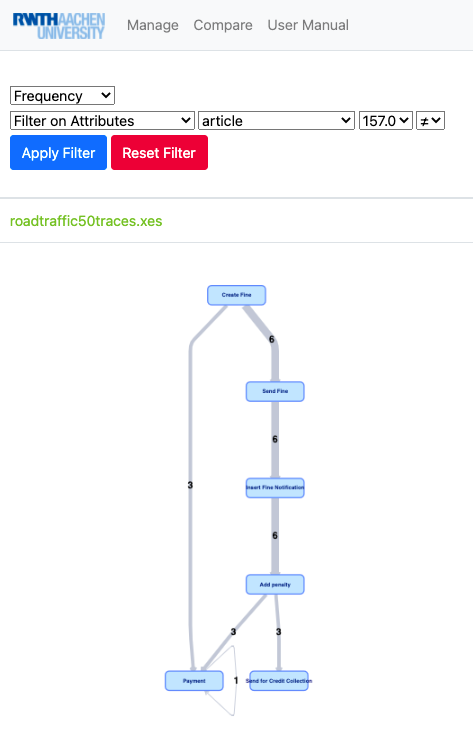 RWTHAACHEN
UNIVERSITY
Manage Compare User Manual
Frequency
Filter on Attributes article 157.0 ≠
Apply Filter Reset Filter
roadtraffic50traces.xes
Create Fine
6
Send Fine
6
Insert Fine Notification
3
6
Add penalty
3 3
Payment 1 Send for Credit Collection